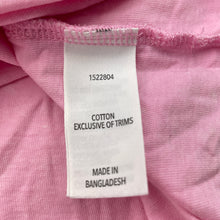 1522804
COTTON
EXCLUSIVE OF TRIMS
MADE IN
BANGLADESH